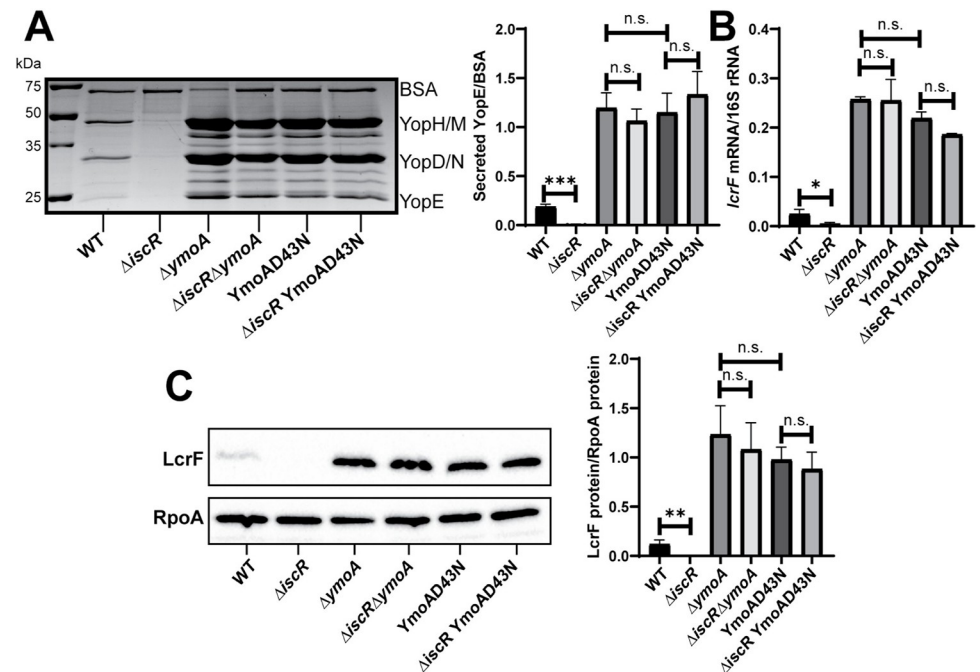 A
kDa
75
50
35
25
BSA
YopH/M
YopD/N
YopE
WT
ΔiscR
ΔymoA
ΔiscRΔymoA
YmoAD43N
ΔiscR YmoAD43N
Secreted YopE/BSA
2.0
1.5
1.0
0.5
0.0
***
n.s.
n.s.
n.s.
WT
ΔiscR
ΔymoA
ΔiscRΔymoA
YmoAD43N
ΔiscR YmoAD43N
B
lcrF mRNA/16S rRNA
0.4
0.3
0.2
0.1
0.0
*
n.s.
n.s.
n.s.
WT
ΔiscR
ΔymoA
ΔiscRΔymoA
YmoAD43N
ΔiscR YmoAD43N
C
LcrF
RpoA
WT
ΔiscR
ΔymoA
ΔiscRΔymoA
YmoAD43N
ΔiscR YmoAD43N
LcrF protein/RpoA protein
2.0
1.5
1.0
0.5
0.0
**
n.s.
n.s.
n.s.
WT
ΔiscR
ΔymoA
ΔiscRΔymoA
YmoAD43N
ΔiscR YmoAD43N